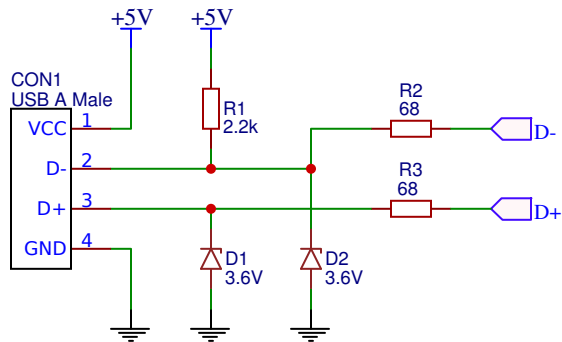 +5V
+5V
CON1
USB A Male
VCC 1
D- 2
D+ 3
GND 4
R1
2.2k
R2
68
D-
R3
68
D+
D1
3.6V
D2
3.6V